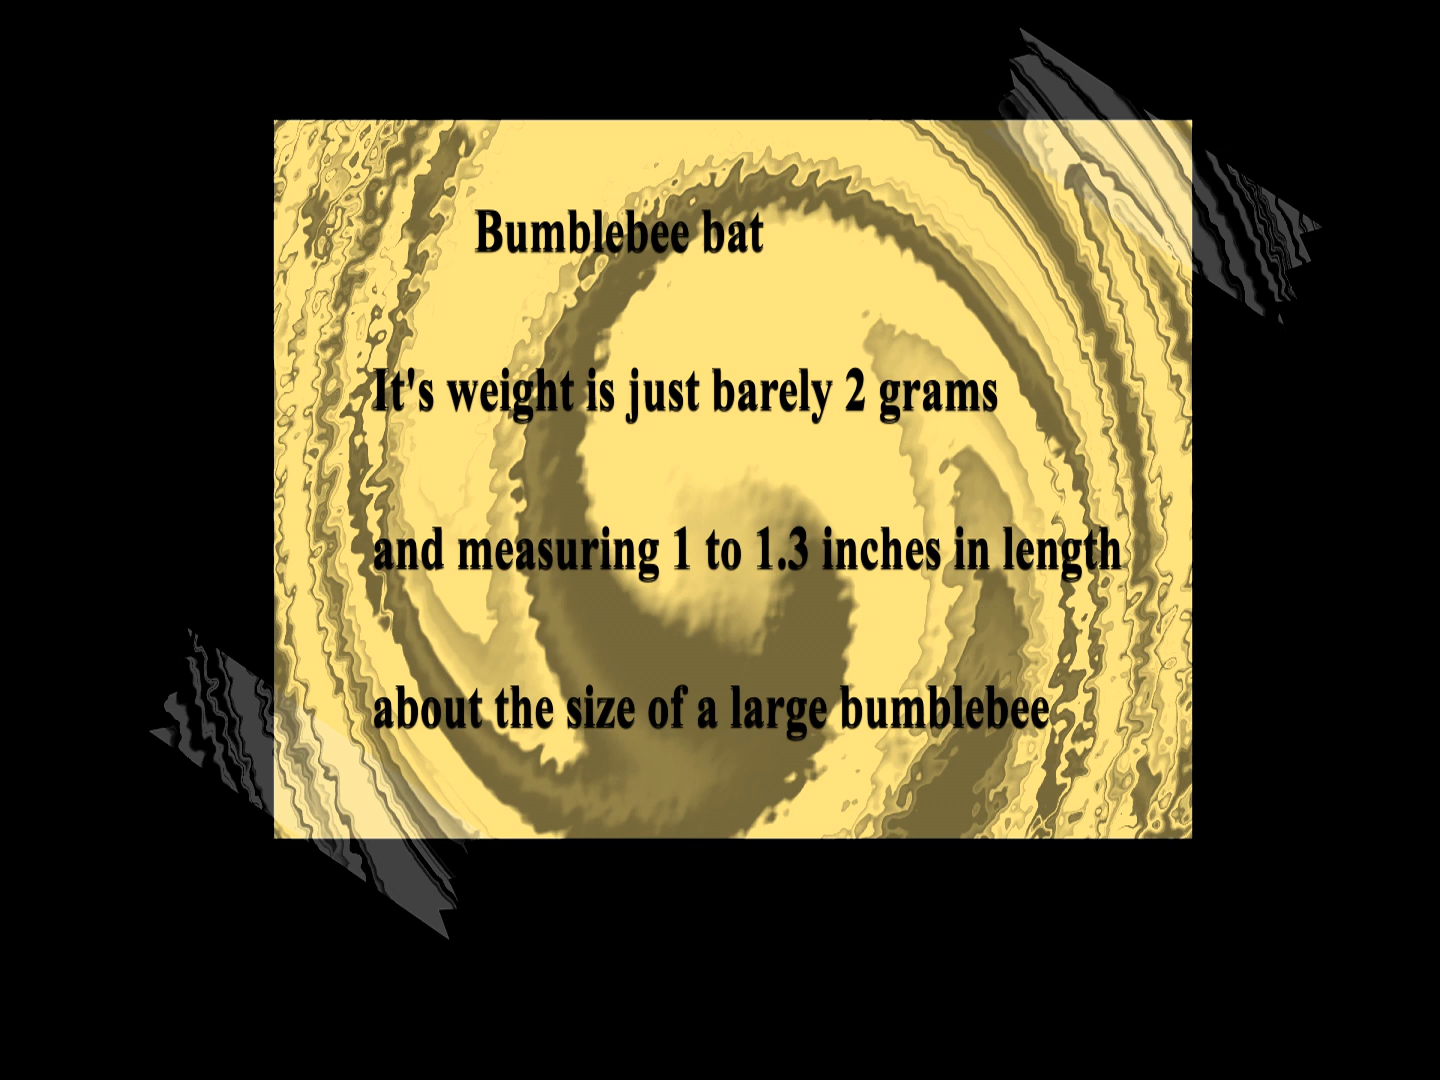 Bumblebee bat
It's weight is just barely 2 grams
and measuring 1 to 1.3 inches in length
about the size of a large bumblebee